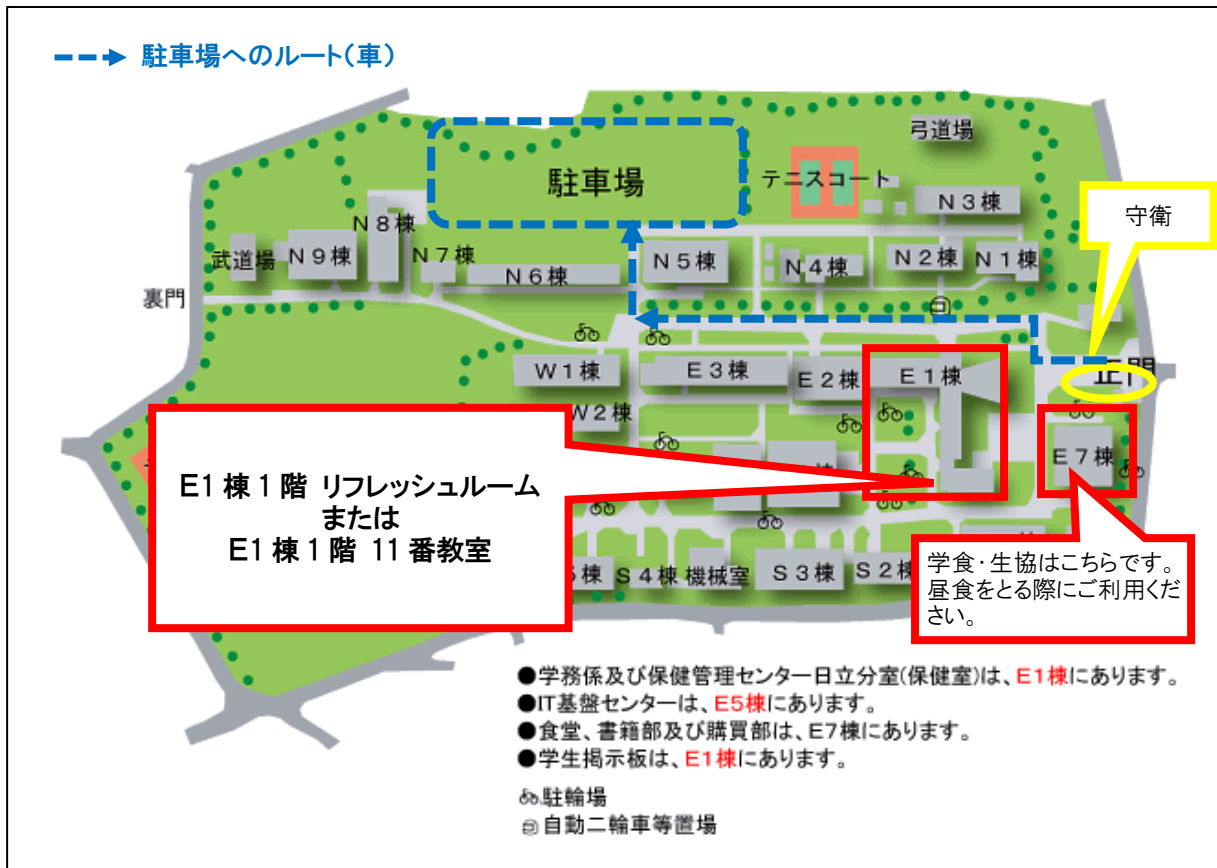 駐車場へのルート(車)
弓道場
駐車場
テニスコート
N3棟
守衛
N8棟
武道場
N9棟
N7棟
N6棟
N5棟
N4棟
N2棟
N1棟
裏門
正門
W1棟
E3棟
E2棟
E1棟
W2棟
E7棟
E1棟1階 リフレッシュルーム
または
E1棟1階 11番教室
学食・生協はこちらです。
昼食をとる際にご利用くだ
さい。
棟
S4棟
機械室
S3棟
S2棟
●学務係及び保健管理センター日立分室(保健室)は、E1棟にあります。
●IT基盤センターは、E5棟にあります。
●食堂、書籍部及び購買部は、E7棟にあります。
●学生掲示板は、E1棟にあります。
駐輪場
自動二輪車等置場